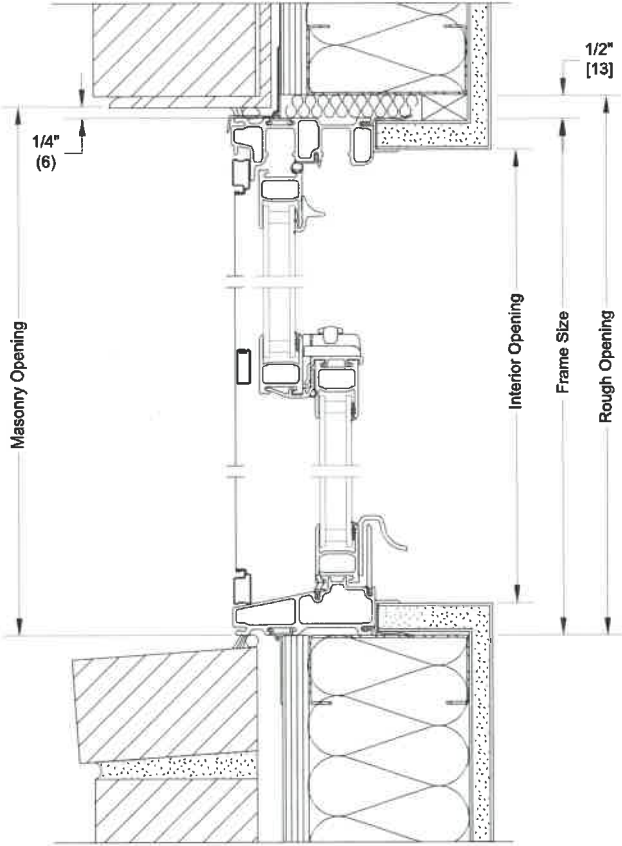 1/2"
[13]
1/4"
(6)
Masonry Opening
Interior Opening
Frame Size
Rough Opening